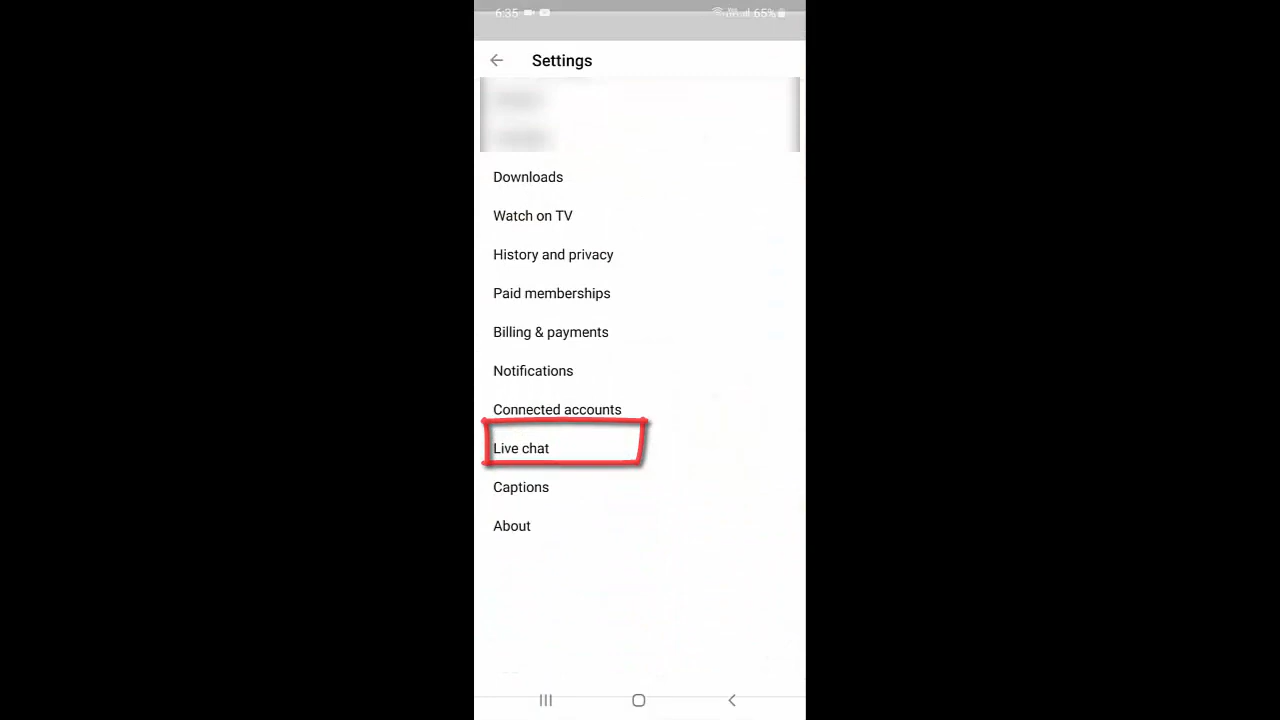 6:35 65%
Settings
Downloads
Watch on TV
History and privacy
Paid memberships
Billing & payments
Notifications
Connected accounts
Live chat
Captions
About